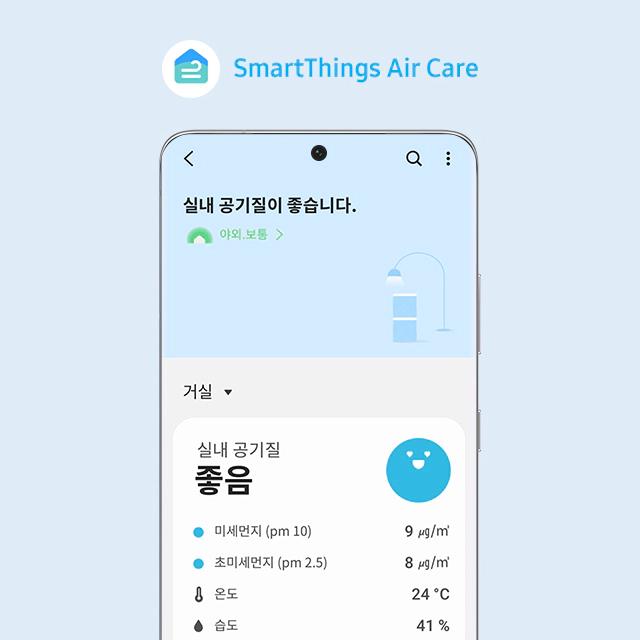 SmartThings Air Care
실내 공기질이 좋습니다.
야외.보통
거실
실내 공기질
좋음
미세먼지 (pm 10) 9 ㎍/㎥
초미세먼지 (pm 2.5) 8 ㎍/㎥
온도 24 °C
습도 41 %